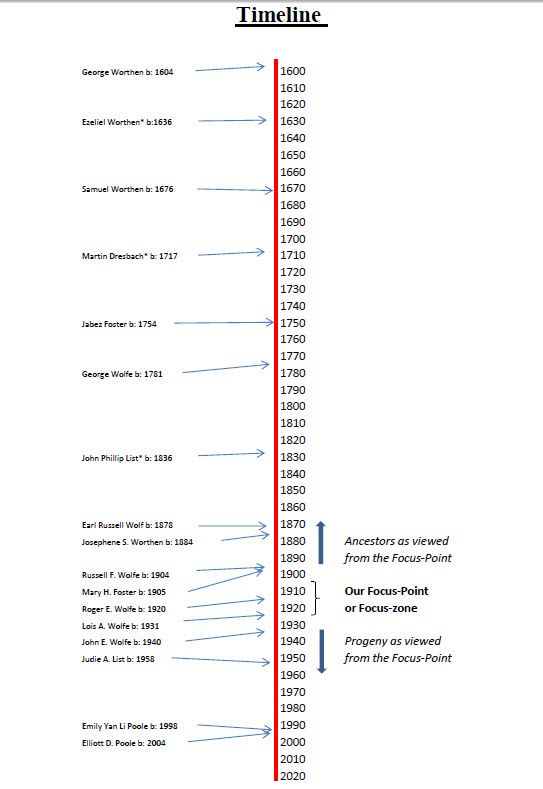 Timeline
George Worthen b: 1604
1600
1610
1620
Ezeliel Worthen* b:1636
1630
1640
1650
1660
Samuel Worthen b: 1676
1670
1680
1690
1700
Martin Dresbach* b: 1717
1710
1720
1730
1740
Jabez Foster b: 1754
1750
1760
1770
George Wolfe b: 1781
1780
1790
1800
1810
1820
John Phillip List* b: 1836
1830
1840
1850
1860
Earl Russell Wolf b: 1878
1870
Josephene S. Worthen b: 1884
1880
Ancestors as viewed
from the Focus-Point
1890
Russell F. Wolfe b: 1904
1900
Mary H. Foster b: 1905
1910
Our Focus-Point
or Focus-zone
Roger E. Wolfe b: 1920
1920
Lois A. Wolfe b: 1931
1930
John E. Wolfe b: 1940
1940
Progeny as viewed
from the Focus-Point
Judie A. List b: 1958
1950
1960
1970
1980
Emily Yan Li Poole b: 1998
1990
Elliott D. Poole b: 2004
2000
2010
2020